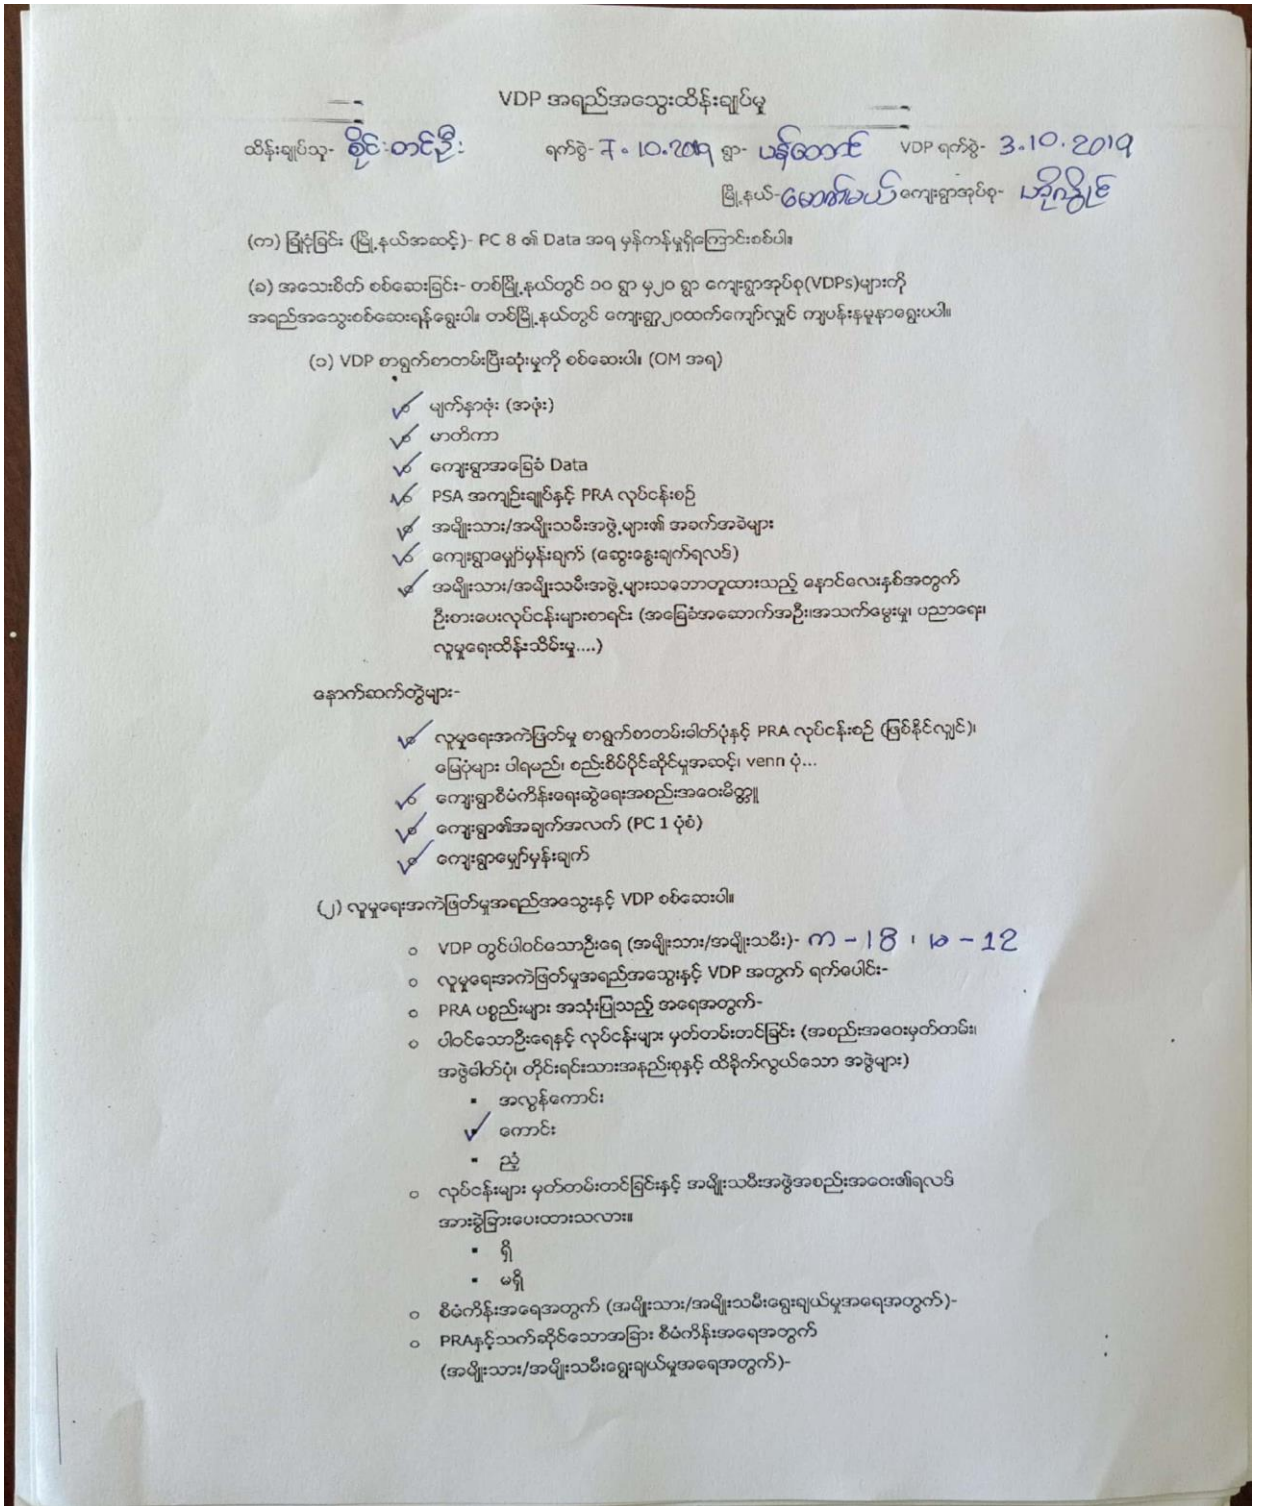 VDP အရည်အသွေးထိန်းချုပ်မှု
ထိန်းချုပ်သူ- စိုင်းတင်ဦး ရက်စွဲ- 7.10.2019 ရွာ- ပန်တောင်း VDP ရက်စွဲ- 3.10.2019
မြို့နယ်- မောက်မယ် ကျေးရွာအုပ်စု-
(က) ခြုံငုံခြင်း (မြို့နယ်အဆင့်)- PC 8 ၏ Data အရ မှန်ကန်မှုရှိကြောင်းစစ်ပါ။
(ခ) အသေးစိတ် စစ်ဆေးခြင်း- တစ်မြို့နယ်တွင် ၁၀ ရွာ မှ၂၀ ရွာ ကျေးရွာအုပ်စု(VDPs)များကို
အရည်အသွေးစစ်ဆေးရန်ရွေးပါ။ တစ်မြို့နယ်တွင် ကျေးရွာ၂၀ထက်ကျော်လျှင် ကျပန်းနမူနာရွေးပပါ။
(၁) VDP စာရွက်စာတမ်းပြီးဆုံးမှုကို စစ်ဆေးပါ။ (OM အရ)
မျက်နှာဖုံး (အဖုံး)
မာတိကာ
ကျေးရွာအခြေခံ Data
PSA အကျဉ်းချုပ်နှင့် PRA လုပ်ငန်းစဉ်
အမျိုးသား/အမျိုးသမီးအဖွဲ့များ၏ အခက်အခဲများ
ကျေးရွာမျှော်မှန်းချက် (ဆွေးနွေးချက်ရလဒ်)
အမျိုးသား/အမျိုးသမီးအဖွဲ့များသဘောတူထားသည့် နောင်လေးနှစ်အတွက်
ဦးစားပေးလုပ်ငန်းများစာရင်း (အခြေခံအဆောက်အဦး၊အသက်မွေးမှု၊ ပညာရေး၊
လူမှုရေးထိန်းသိမ်းမှု....)
နောက်ဆက်တွဲများ-
လူမှုရေးအကဲဖြတ်မှု စာရွက်စာတမ်းဓါတ်ပုံနှင့် PRA လုပ်ငန်းစဉ် (ဖြစ်နိုင်လျှင်)၊
မြေပုံများ ပါရမည်၊ စည်းစိမ်ပိုင်ဆိုင်မှုအဆင့်၊ venn ပုံ...
ကျေးရွာစီမံကိန်းရေးဆွဲရေးအစည်းအဝေးမိတ္တူ
ကျေးရွာ၏အချက်အလက် (PC 1 ပုံစံ)
ကျေးရွာမျှော်မှန်းချက်
(၂) လူမှုရေးအကဲဖြတ်မှုအရည်အသွေးနှင့် VDP စစ်ဆေးပါ။
VDP တွင်ပါဝင်သောဦးရေ (အမျိုးသား/အမျိုးသမီး)- က - 18 ၊ မ - 12
လူမှုရေးအကဲဖြတ်မှုအရည်အသွေးနှင့် VDP အတွက် ရက်ပေါင်း-
PRA ပစ္စည်းများ အသုံးပြုသည့် အရေအတွက်-
ပါဝင်သောဦးရေနှင့် လုပ်ငန်းများ မှတ်တမ်းတင်ခြင်း (အစည်းအဝေးမှတ်တမ်း၊
အဖွဲ့ဓါတ်ပုံ၊ တိုင်းရင်းသားအနည်းစုနှင့် ထိခိုက်လွယ်သော အဖွဲ့များ)
အလွန်ကောင်း
ကောင်း
ညံ့
လုပ်ငန်းများ မှတ်တမ်းတင်ခြင်းနှင့် အမျိုးသမီးအဖွဲ့အစည်းအဝေး၏ရလဒ်
အားခွဲခြားပေးထားသလား။
ရှိ
မရှိ
စီမံကိန်းအရေအတွက် (အမျိုးသား/အမျိုးသမီးရွေးချယ်မှုအရေအတွက်)-
PRAနှင့်သက်ဆိုင်သောအခြား စီမံကိန်းအရေအတွက်
(အမျိုးသား/အမျိုးသမီးရွေးချယ်မှုအရေအတွက်)-